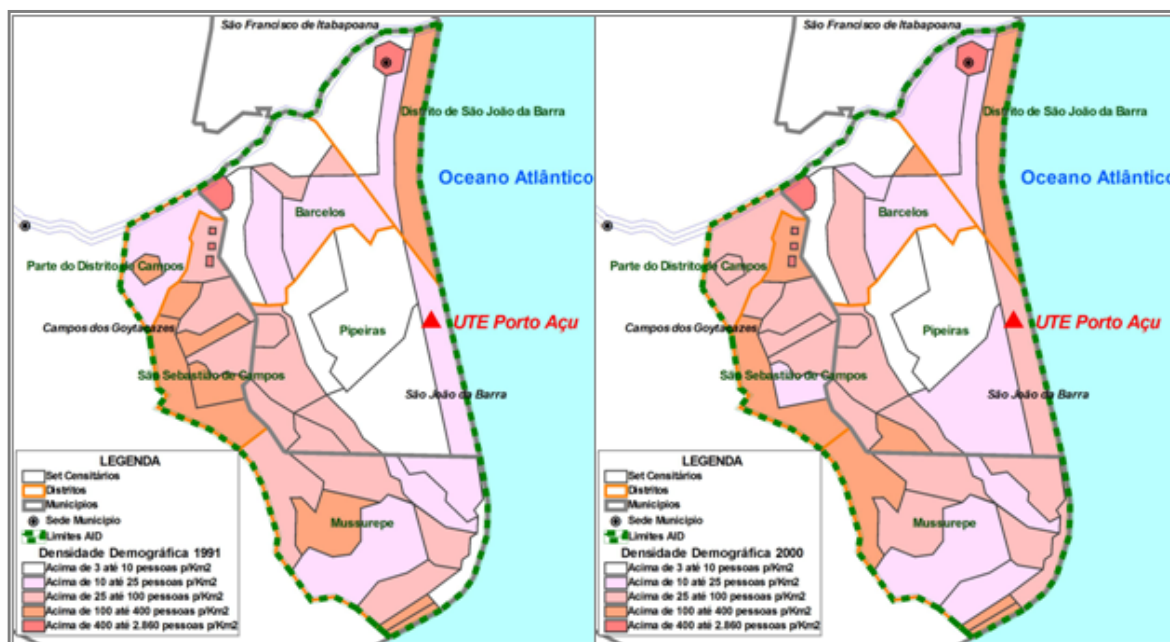 São Francisco de Itabapoana
Distrito de São João da Barra
Oceano Atlântico
Barcelos
Parte do Distrito de Campos
Campos dos Goytacazes
Pipeiras
UTE Porto Açu
São Sebastião de Campos
São João da Barra
Mussurepe
LEGENDA
Set Censitários
Distritos
Municípios
Sede Município
Limites AID
Densidade Demográfica 1991
Acima de 3 até 10 pessoas p/Km2
Acima de 10 até 25 pessoas p/Km2
Acima de 25 até 100 pessoas p/Km2
Acima de 100 até 400 pessoas p/Km2
Acima de 400 até 2.860 pessoas p/Km2
São Francisco de Itabapoana
Distrito de São João da Barra
Oceano Atlântico
Barcelos
Parte do Distrito de Campos
Campos dos Goytacazes
Pipeiras
UTE Porto Açu
São Sebastião de Campos
São João da Barra
Mussurepe
LEGENDA
Set Censitários
Distritos
Municípios
Sede Município
Limites AID
Densidade Demográfica 2000
Acima de 3 até 10 pessoas p/Km2
Acima de 10 até 25 pessoas p/Km2
Acima de 25 até 100 pessoas p/Km2
Acima de 100 até 400 pessoas p/Km2
Acima de 400 até 2.860 pessoas p/Km2